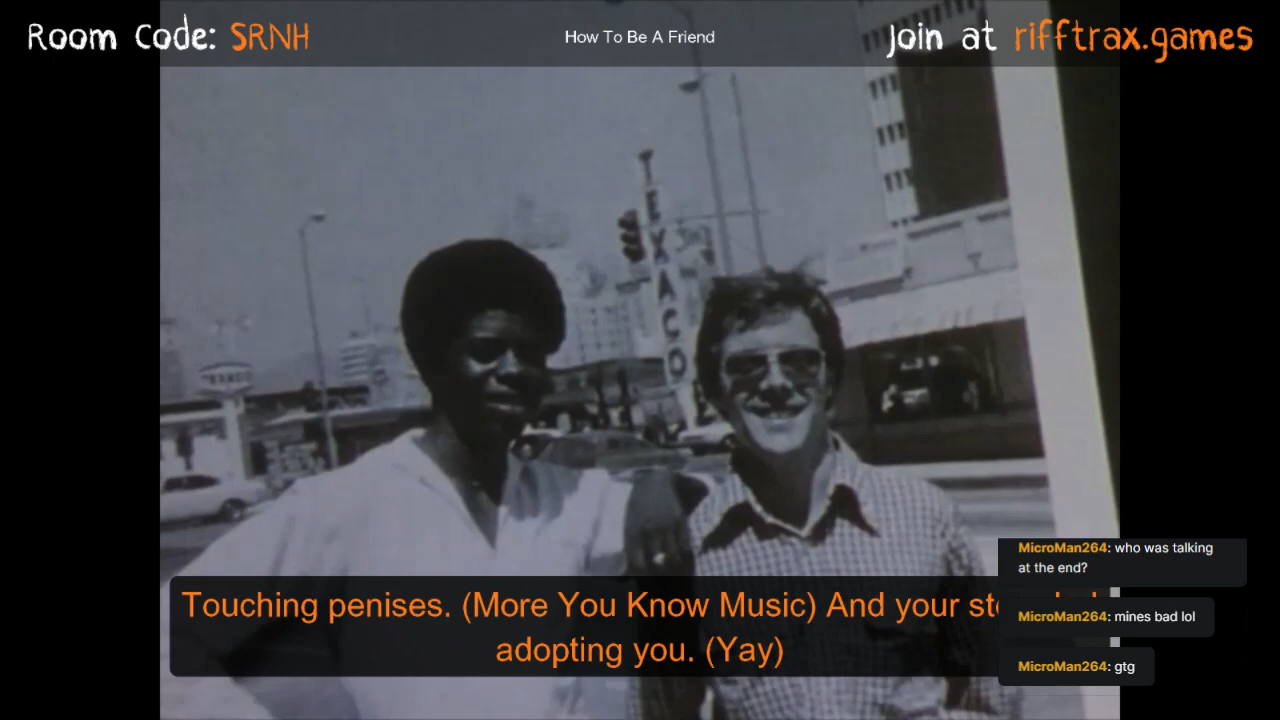 Room Code: SRNH
How To Be A Friend
Join at rifftrax.games
TEXACO
MicroMan264: who was talking
at the end?
Touching penises. (More You Know Music) And your
adopting you. (Yay)
MicroMan264: mines bad lol
MicroMan264: gtg